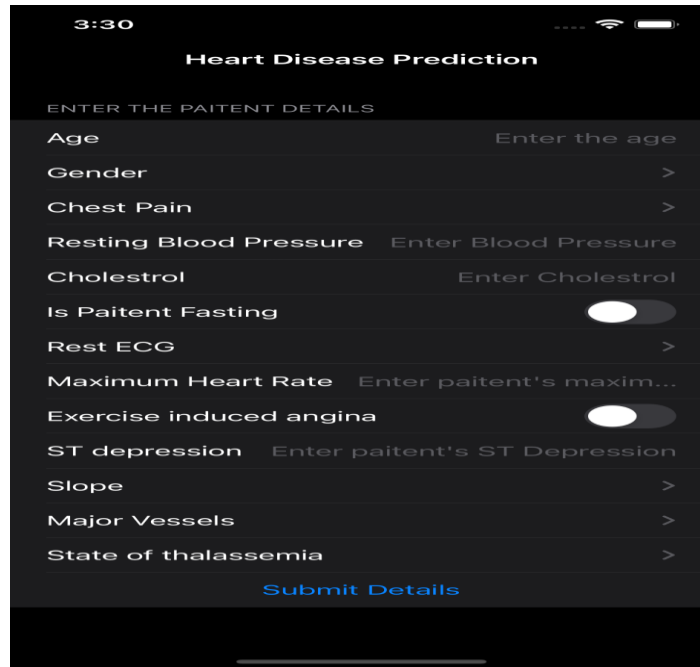 3:30
Heart Disease Prediction
ENTER THE PAITENT DETAILS
Age Enter the age
Gender >
Chest Pain >
Resting Blood Pressure Enter Blood Pressure
Cholestrol Enter Cholestrol
Is Paitent Fasting
Rest ECG >
Maximum Heart Rate Enter paitent's maxim...
Exercise induced angina
ST depression Enter paitent's ST Depression
Slope >
Major Vessels >
State of thalassemia >
Submit Details